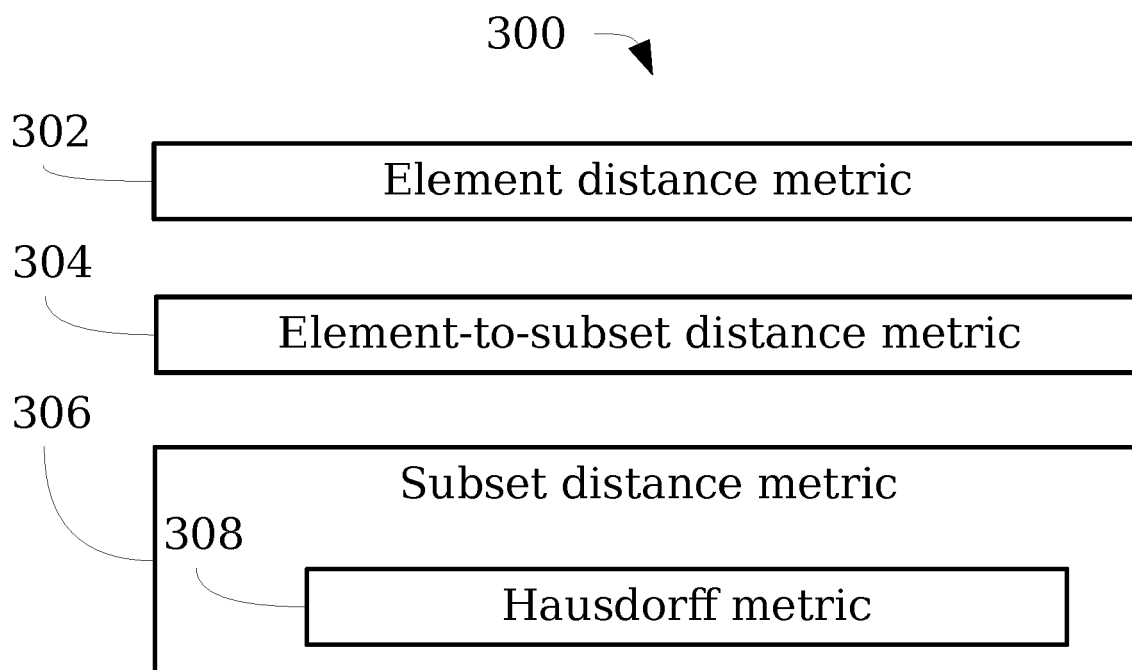 300
302
Element distance metric
304
Element-to-subset distance metric
306
Subset distance metric
308
Hausdorff metric